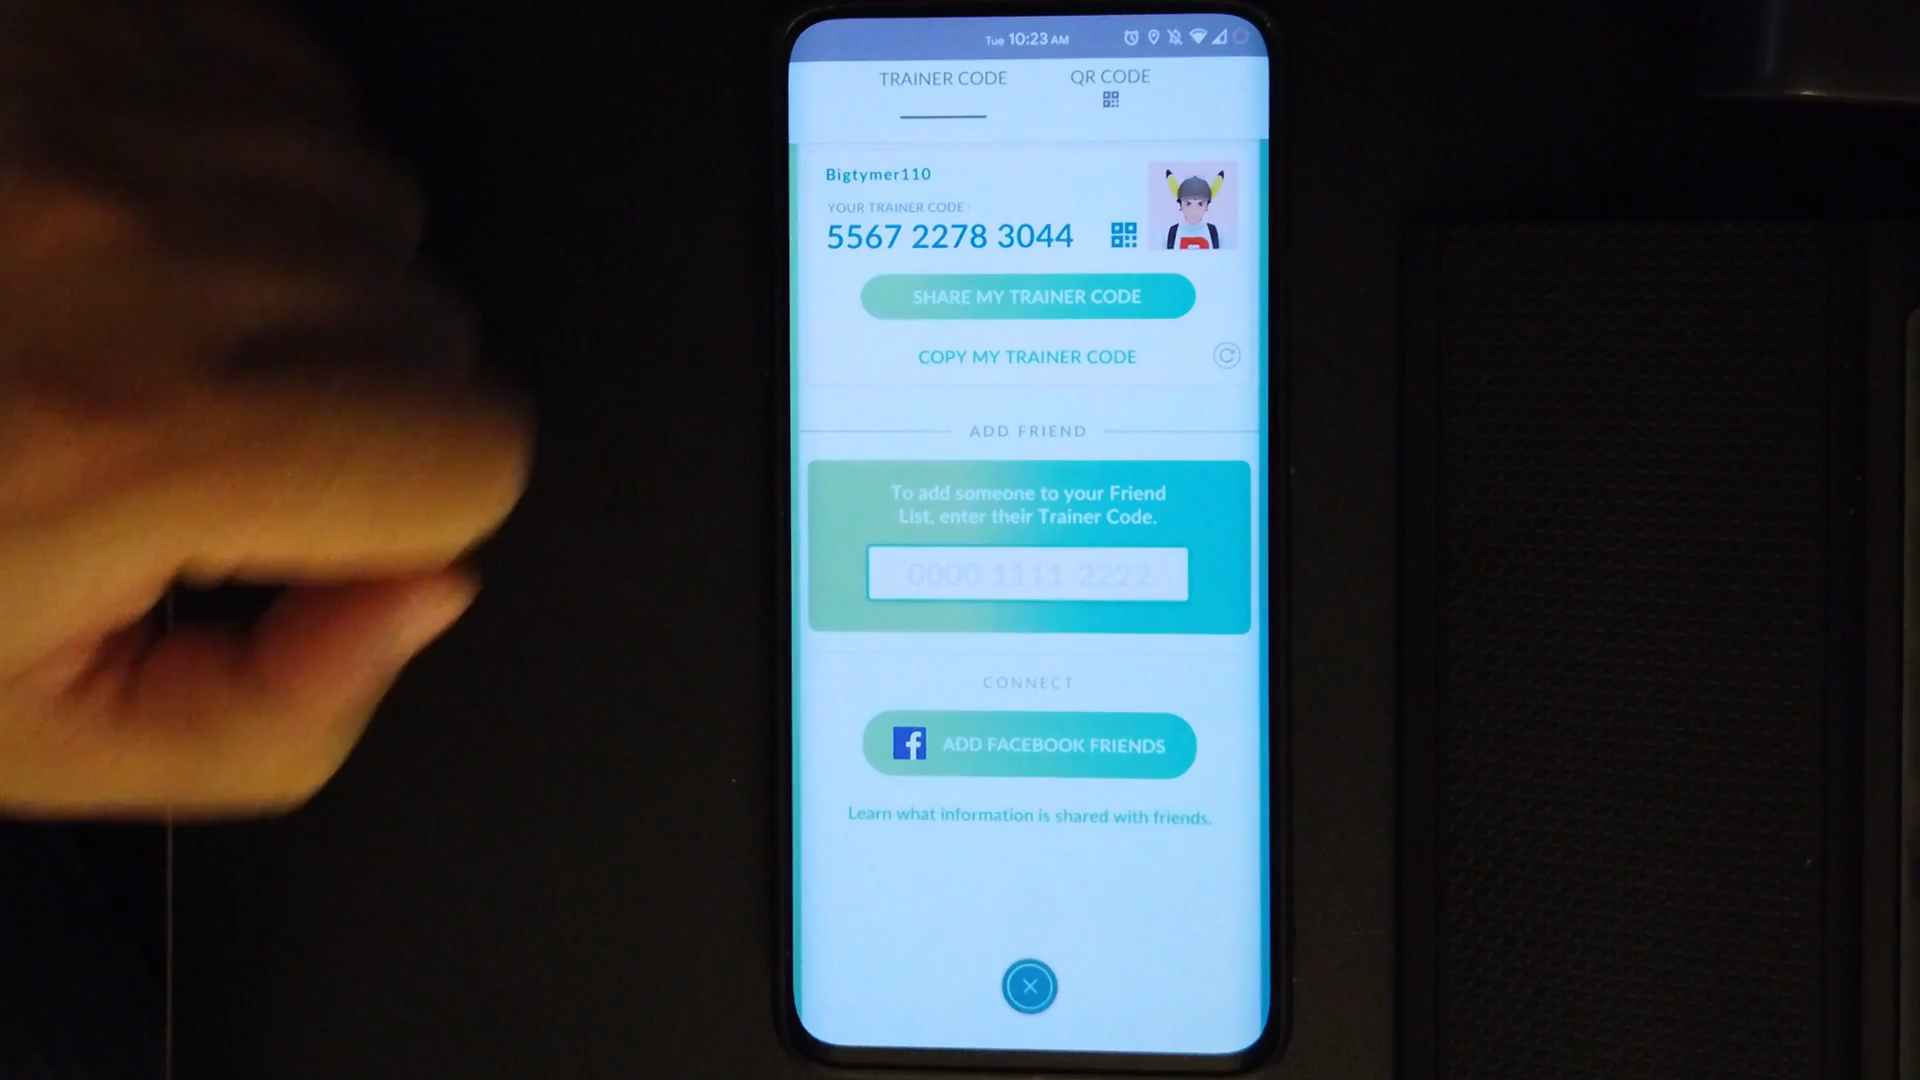 Tue 10:23 AM
TRAINER CODE
QR CODE
Bigtymer110
YOUR TRAINER CODE:
5567 2278 3044
SHARE MY TRAINER CODE
COPY MY TRAINER CODE
ADD FRIEND
To add someone to your Friend
List, enter their Trainer Code.
0000 1111 2222
CONNECT
f ADD FACEBOOK FRIENDS
Learn what information is shared with friends.